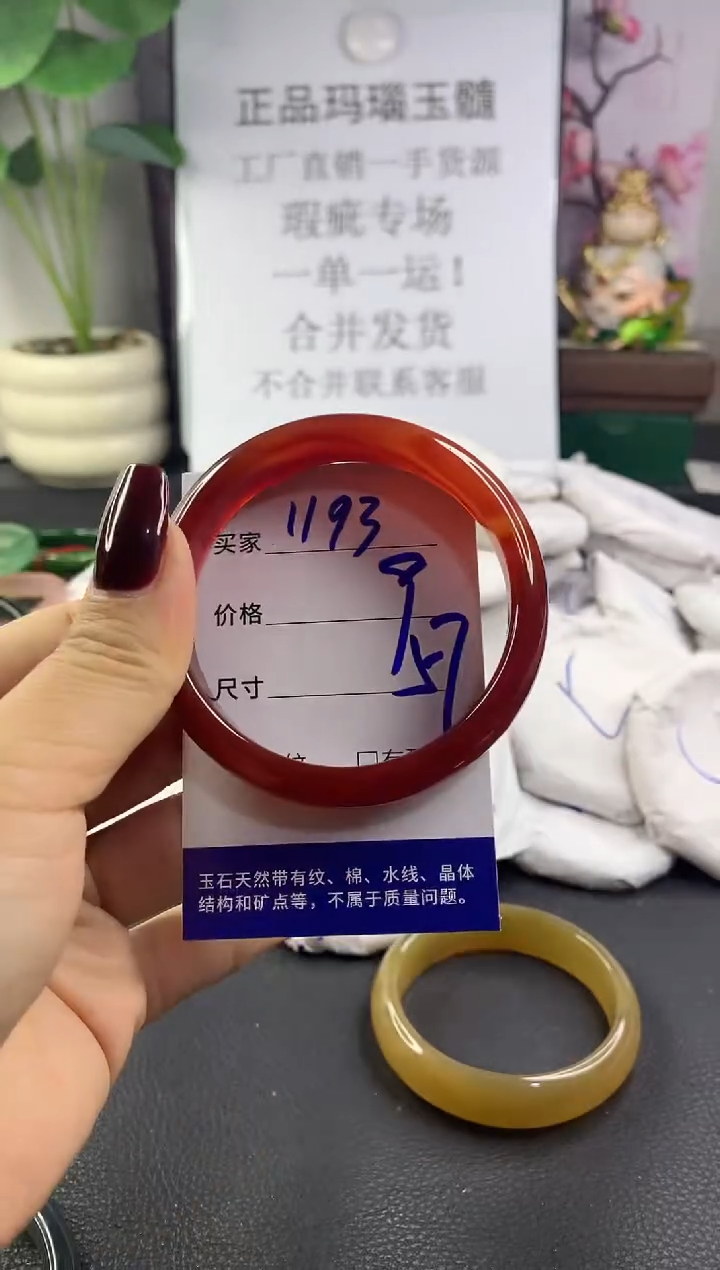 正品玛瑙玉髓
工厂直销一手货源
瑕疵专场
一单一运！
合并发货
不合并联系客服
买家 1193
价格
尺寸 57
玉石天然带有纹、棉、水线、晶体
结构和矿点等，不属于质量问题。